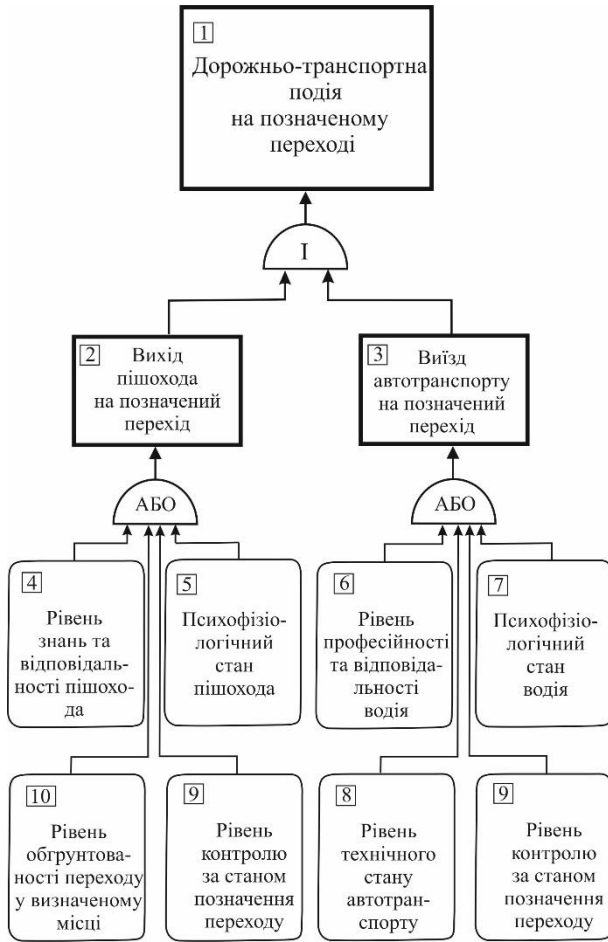 1
Дорожньо-транспортна
подія
на позначеному
переході
І
2
Вихід
пішохода
на позначений
перехід
3
Виїзд
автотранспорту
на позначений
перехід
АБО
АБО
4
Рівень
знань та
відповідаль-
ності пішохо-
да
5
Психофізіо-
логічний
стан
пішохода
6
Рівень
професійності
та відповіда-
льності
водія
7
Психофізіо-
логічний
стан
водія
10
Рівень
обгрунтова-
ності переходу
у визначеному
місці
9
Рівень
контролю
за станом
позначення
переходу
8
Рівень
технічного
стану
автотран-
спорту
9
Рівень
контролю
за станом
позначення
переходу